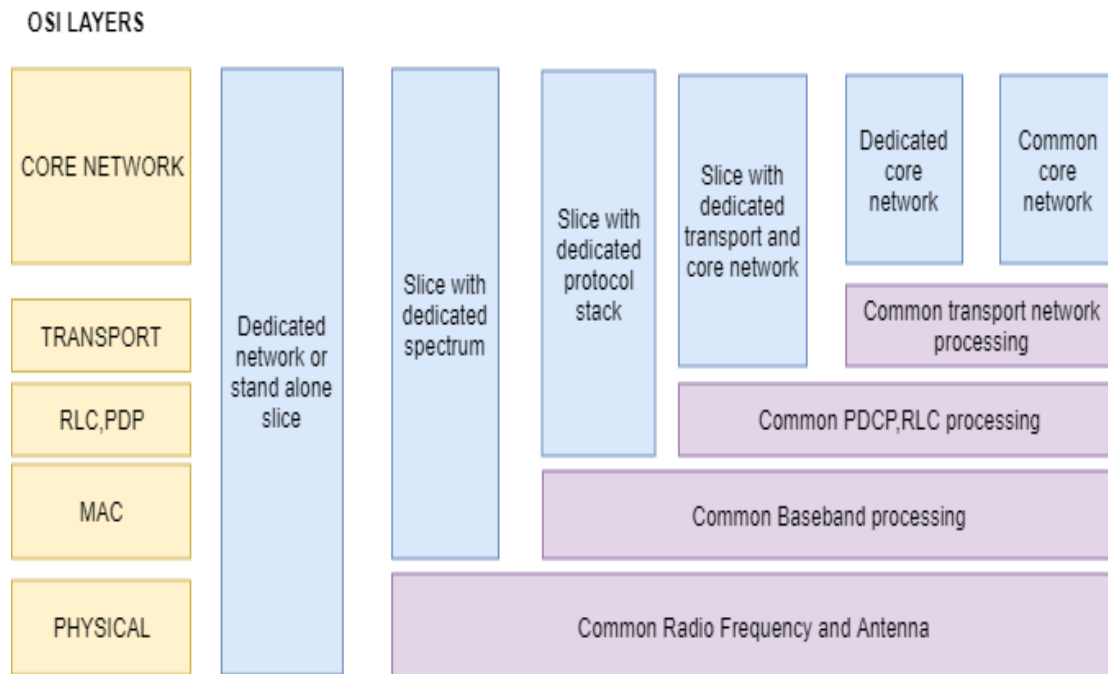 OSI LAYERS
CORE NETWORK
TRANSPORT
RLC,PDP
MAC
PHYSICAL
Dedicated
network or
stand alone
slice
Slice with
dedicated
spectrum
Slice with
dedicated
protocol
stack
Slice with
dedicated
transport and
core network
Dedicated
core
network
Common
core
network
Common transport network
processing
Common PDCP,RLC processing
Common Baseband processing
Common Radio Frequency and Antenna